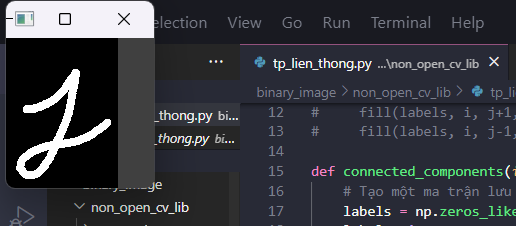 Selection View Go Run Terminal Help
tp_lien_thong.py ...\non_open_cv_lib
binary_image > non_open_cv_lib >
_thong.py bi...
_thong.py bi...
binary_image
non_open_cv_lib
12 # fill(labels, i, j+1,
13 # fill(labels, i, j-1,
14
15 def connected_components(
16 # Tạo một ma trận lưu
17 labels = np.zeros_like